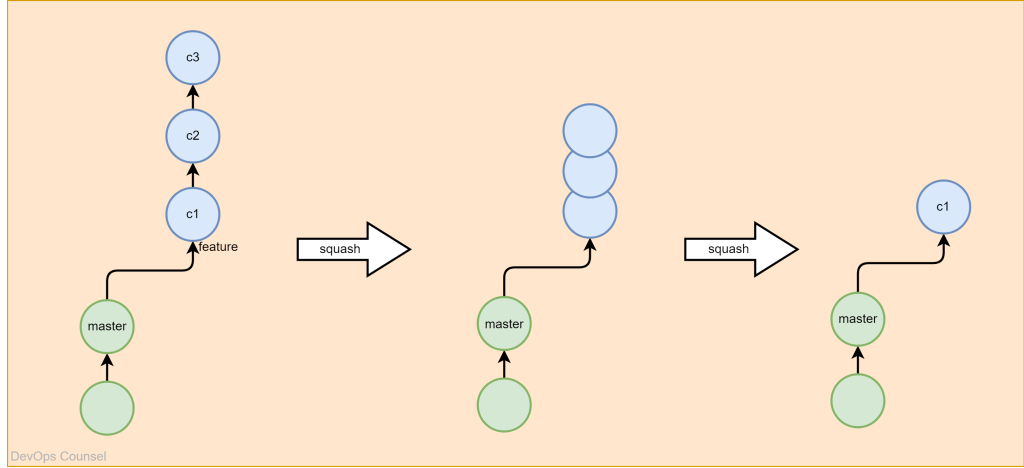 c3
c2
c1
feature
master
squash
master
squash
c1
master
DevOps Counsel